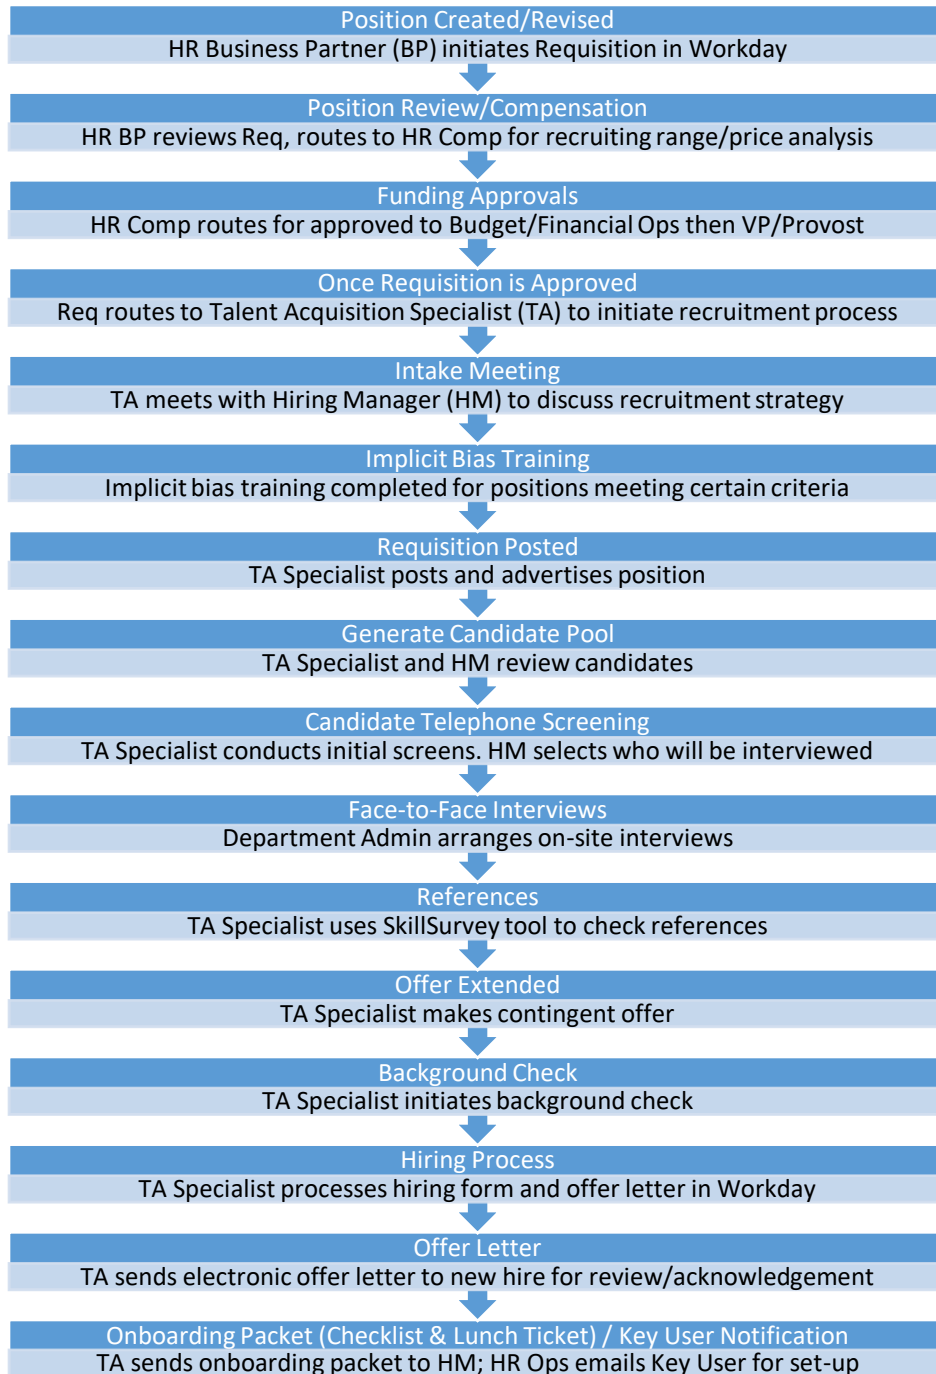 Position Created/Revised
HR Business Partner (BP) initiates Requisition in Workday
Position Review/Compensation
HR BP reviews Req, routes to HR Comp for recruiting range/price analysis
Funding Approvals
HR Comp routes for approved to Budget/Financial Ops then VP/Provost
Once Requisition is Approved
Req routes to Talent Acquisition Specialist (TA) to initiate recruitment process
Intake Meeting
TA meets with Hiring Manager (HM) to discuss recruitment strategy
Implicit Bias Training
Implicit bias training completed for positions meeting certain criteria
Requisition Posted
TA Specialist posts and advertises position
Generate Candidate Pool
TA Specialist and HM review candidates
Candidate Telephone Screening
TA Specialist conducts initial screens. HM selects who will be interviewed
Face-to-Face Interviews
Department Admin arranges on-site interviews
References
TA Specialist uses SkillSurvey tool to check references
Offer Extended
TA Specialist makes contingent offer
Background Check
TA Specialist initiates background check
Hiring Process
TA Specialist processes hiring form and offer letter in Workday
Offer Letter
TA sends electronic offer letter to new hire for review/acknowledgement
Onboarding Packet (Checklist & Lunch Ticket) / Key User Notification
TA sends onboarding packet to HM; HR Ops emails Key User for set-up